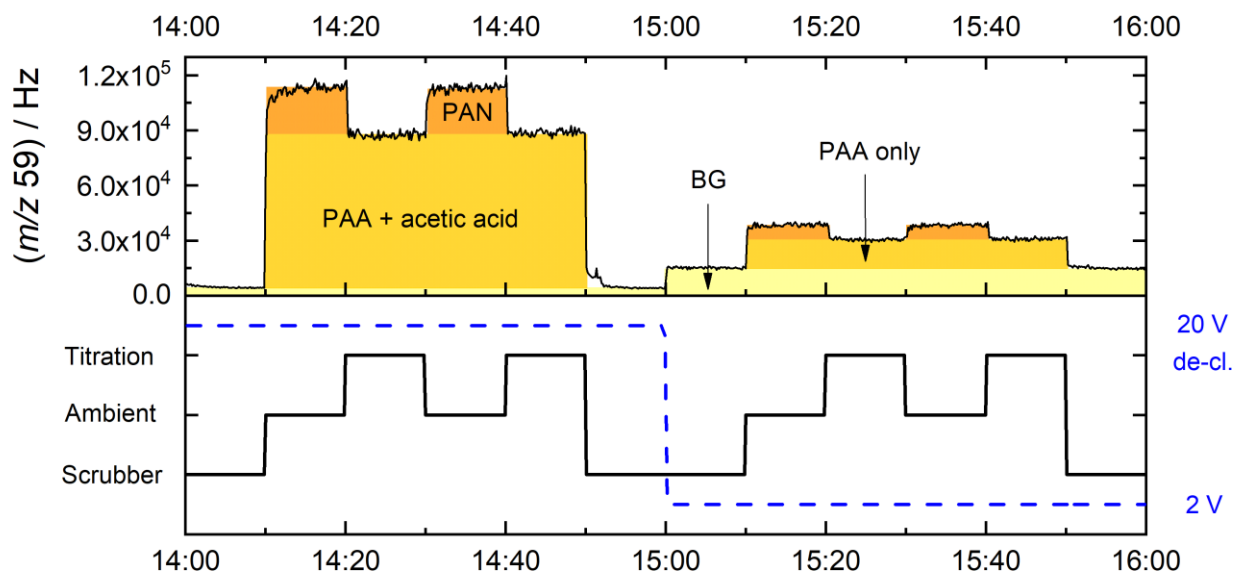 14:00 14:20 14:40 15:00 15:20 15:40 16:00
(m/z 59) / Hz
1.2x10⁵
9.0x10⁴
6.0x10⁴
3.0x10⁴
0.0
PAN
PAA + acetic acid
BG
PAA only
Titration
Ambient
Scrubber
20 V
de-cl.
2 V
14:00 14:20 14:40 15:00 15:20 15:40 16:00